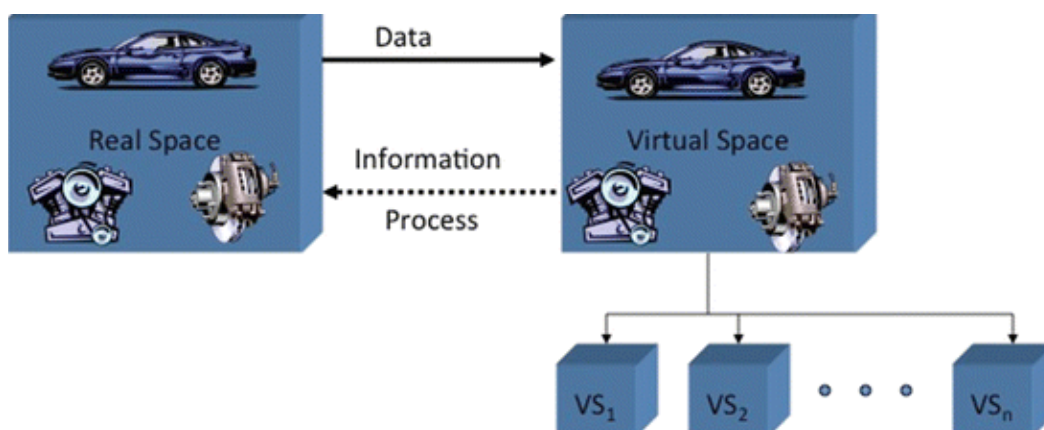 Data
Real Space
Virtual Space
Information
Process
VS₁
VS₂
VSₙ